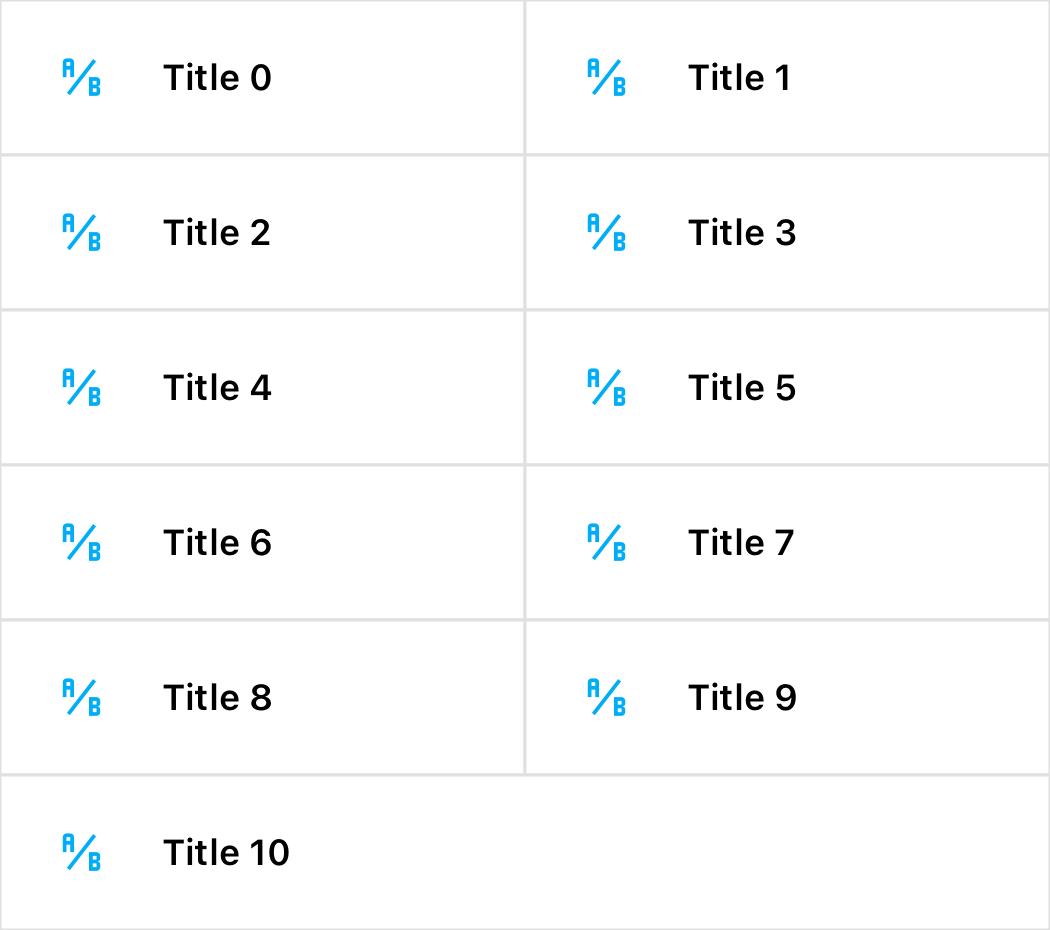 A/B Title 0
A/B Title 1
A/B Title 2
A/B Title 3
A/B Title 4
A/B Title 5
A/B Title 6
A/B Title 7
A/B Title 8
A/B Title 9
A/B Title 10